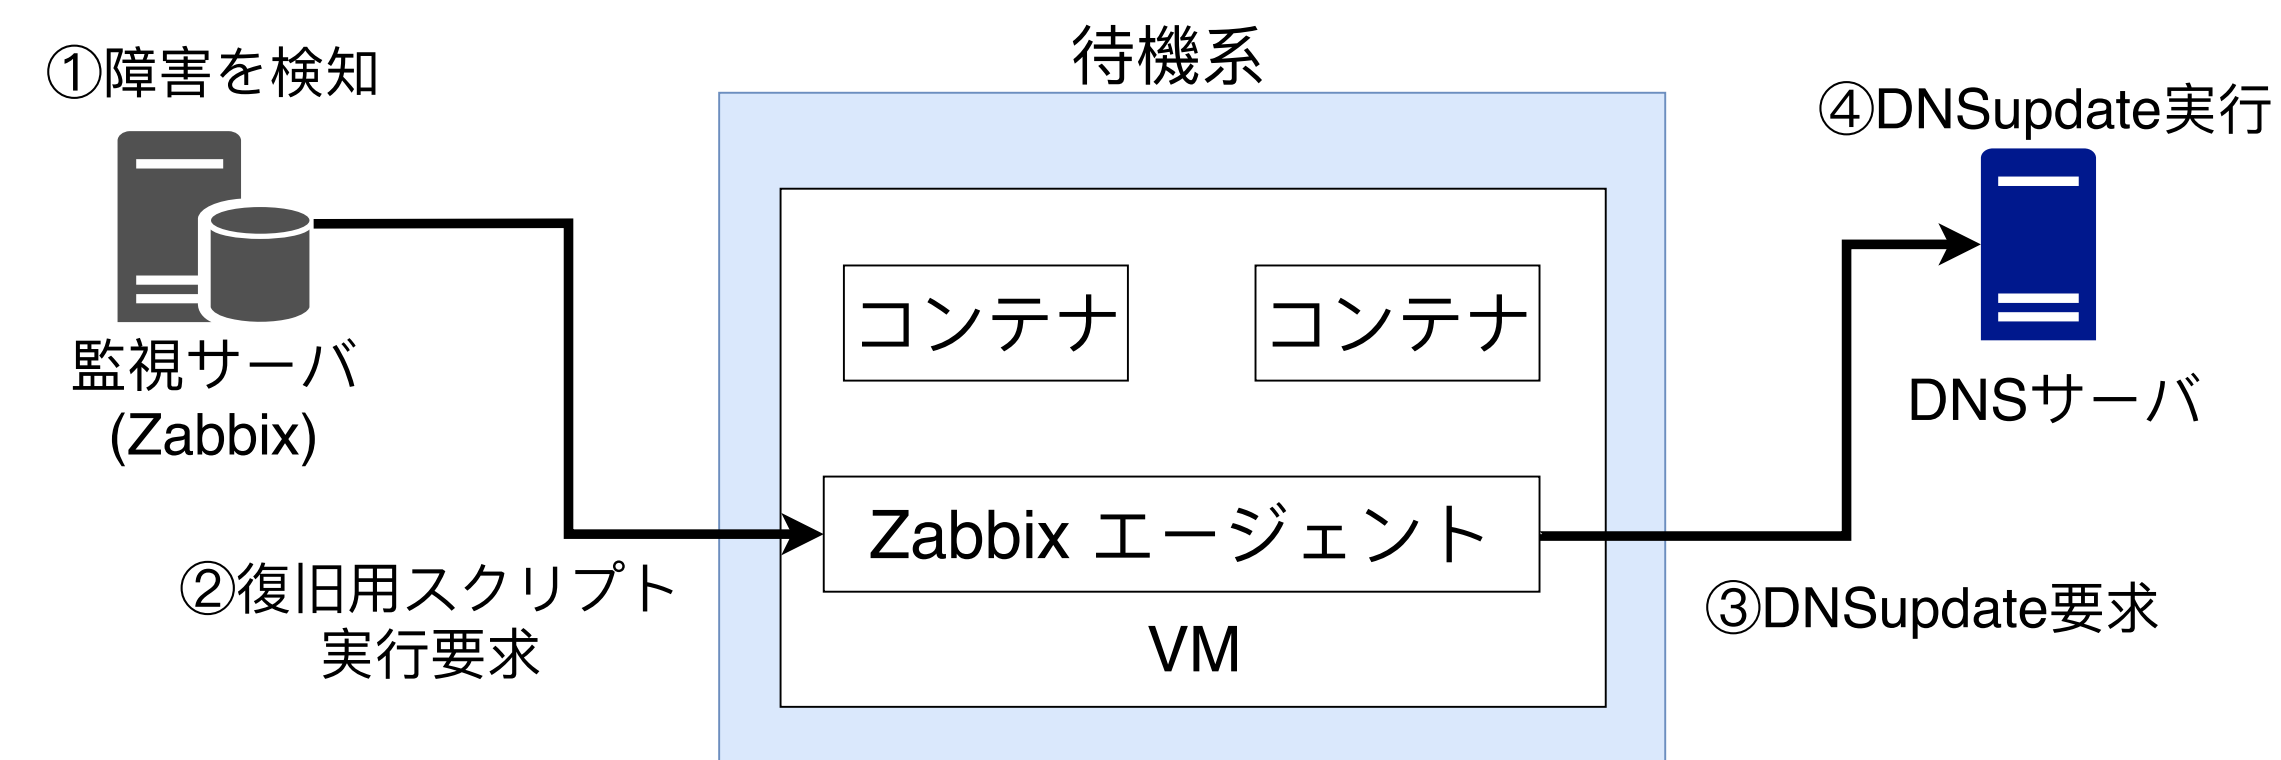 ①障害を検知
監視サーバ
(Zabbix)
②復旧用スクリプト
実行要求
待機系
コンテナ
コンテナ
Zabbix エージェント
VM
③DNSupdate要求
④DNSupdate実行
DNSサーバ